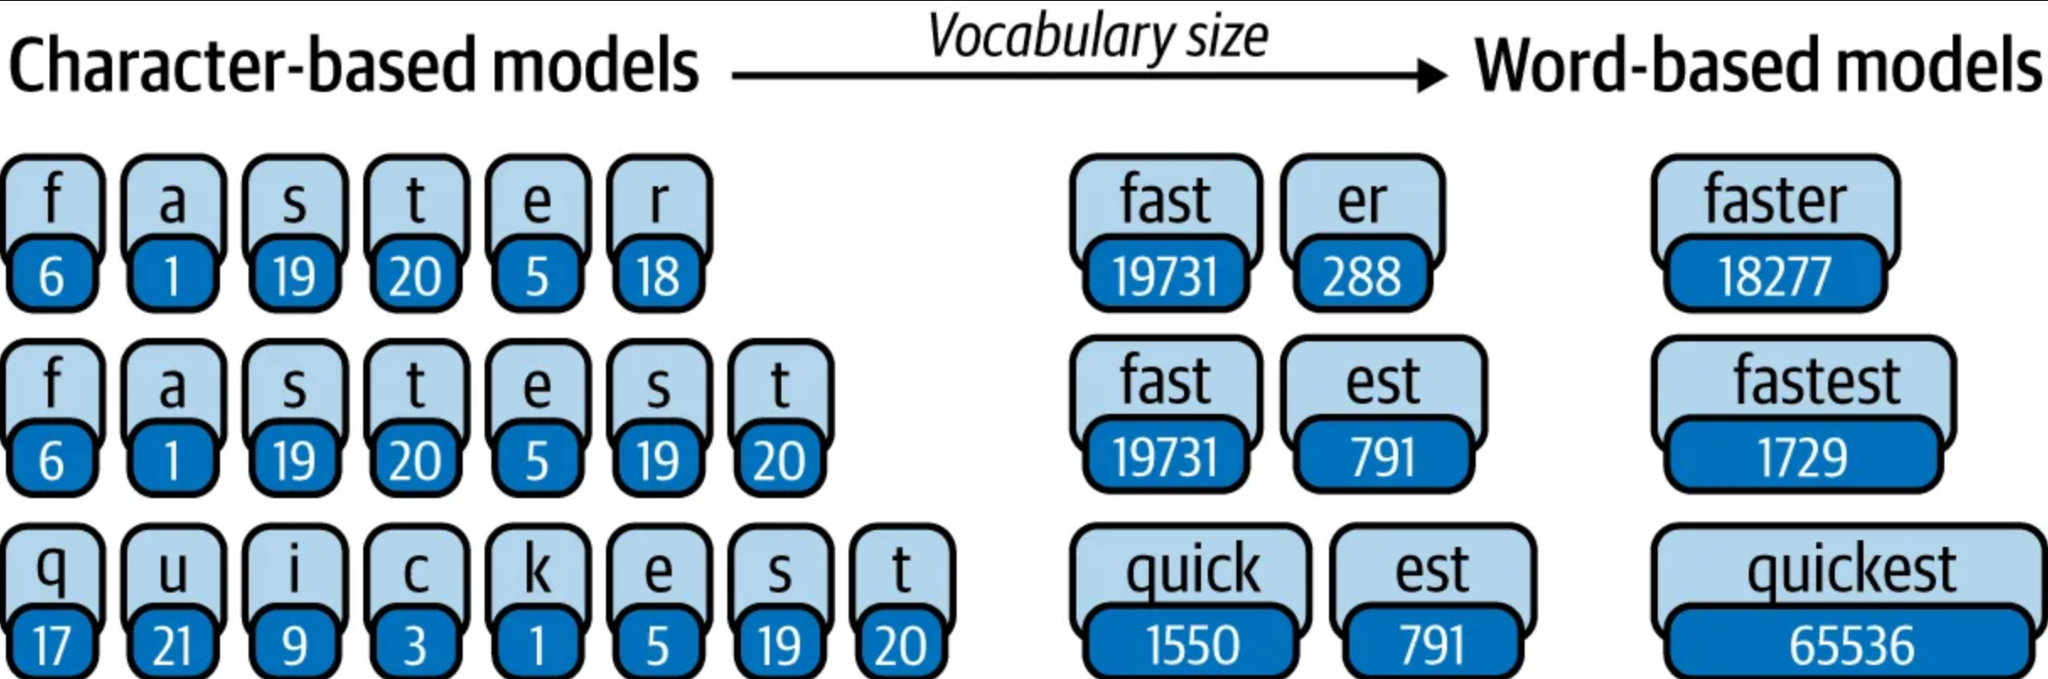 Vocabulary size
Character-based models Word-based models
f a s t e r fast er faster
6 1 19 20 5 18 19731 288 18277
f a s t e s t fast est fastest
6 1 19 20 5 19 20 19731 791 1729
q u i c k e s t quick est quickest
17 21 9 3 1 5 19 20 1550 791 65536